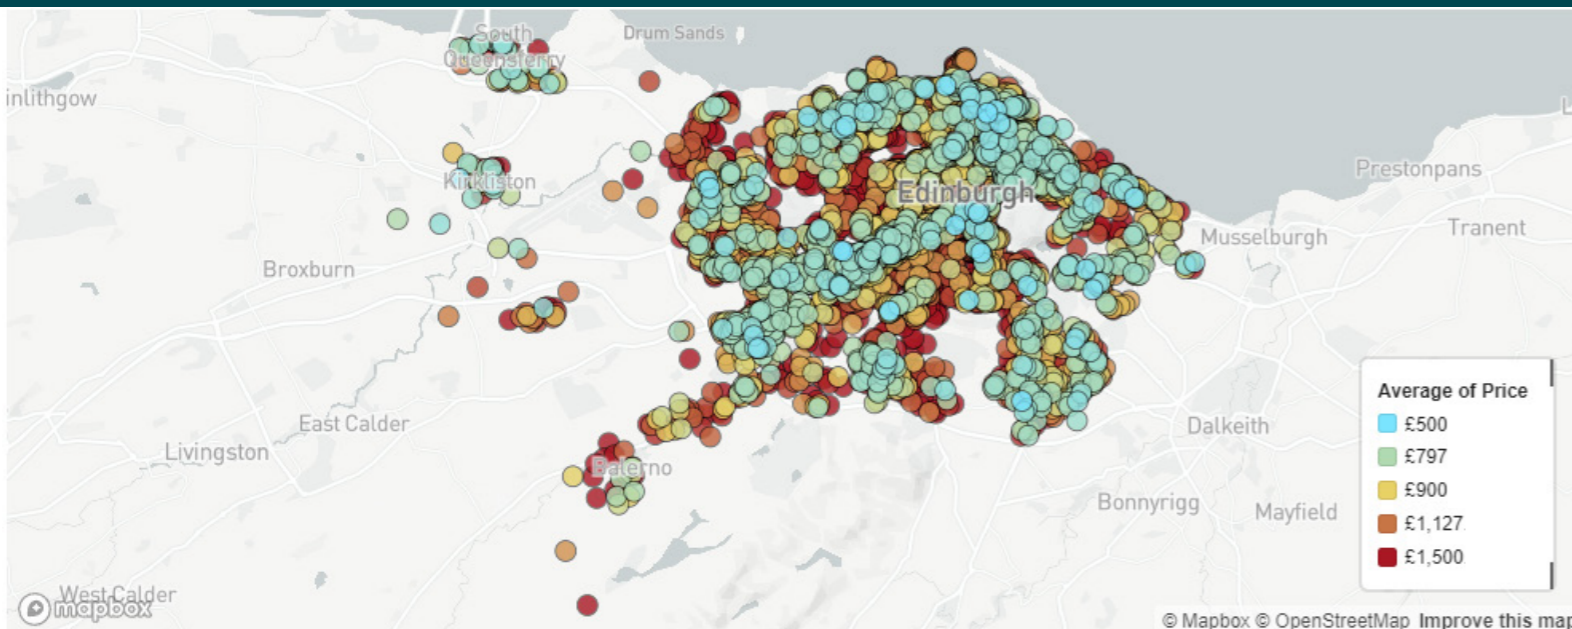 South
Queensferry
Drum Sands
inlithgow
Kirkliston
Edinburgh
Prestonpans
Musselburgh
Tranent
Broxburn
East Calder
Livingston
Balerno
Dalkeith
Bonnyrigg
Mayfield
West Calder
mapbox
Average of Price
£500
£797
£900
£1,127
£1,500
© Mapbox © OpenStreetMap Improve this map